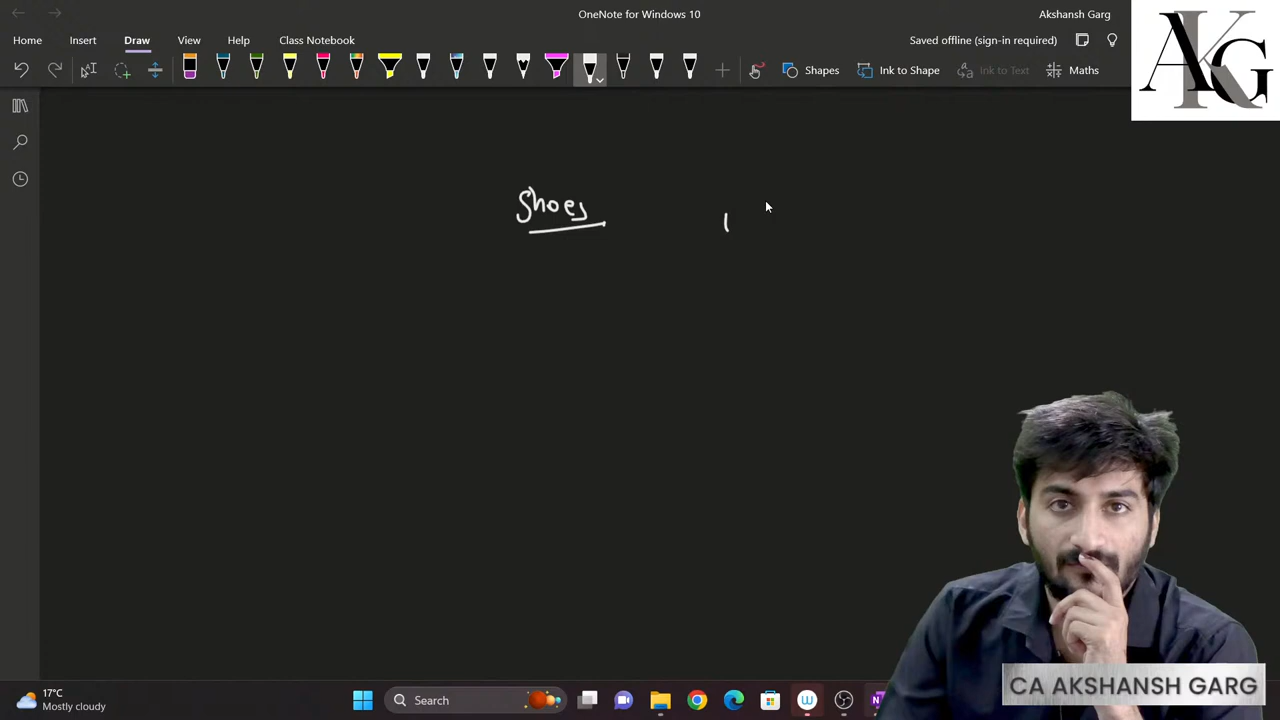 OneNote for Windows 10
Akshansh Garg
Home Insert Draw View Help Class Notebook
Saved offline (sign-in required)
Shapes Ink to Shape Ink to Text Maths
AKG
Shoes
CA AKSHANSH GARG
17°C
Mostly cloudy
Search